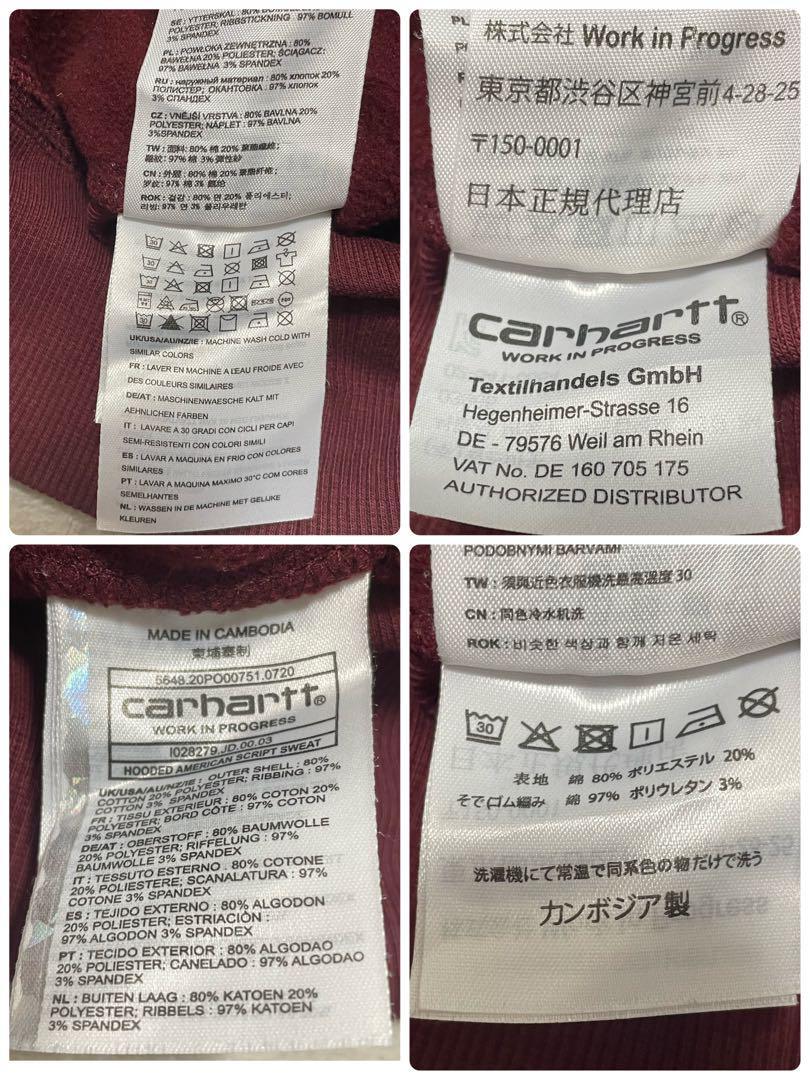 SE : YTTERSKAL : 80% BOMULL 20%
POLYESTER; RIBBSTICKNING : 97% BOMULL
3% SPANDEX
PL : POWŁOKA ZEWNĘTRZNA : 80%
BAWEŁNA 20% POLIESTER; ŚCIĄGACZ:
97% BAWEŁNA 3% SPANDEX
RU : наружный материал : 80% хлопок 20%
ПОЛИЭСТЕР; ОКАНТОВКА : 97% хлопок
3% СПАНДЕКС
CZ : VNĚJŠÍ VRSTVA : 80% BAVLNA 20%
POLYESTER; NÁPLET : 97% BAVLNA
3%SPANDEX
TW : 面料: 80% 棉 20% 聚酯纖維;
羅紋: 97% 棉 3% 彈性紗
CN : 外层: 80% 棉 20% 聚酯纤维;
罗纹: 97% 棉 3% 氨纶
ROK : 겉감 : 80% 면 20% 폴리에스터;
리빙: 97% 면 3% 폴리우레탄
30
30
30
30
UK/USA/AU/NZ/IE : MACHINE WASH COLD WITH
SIMILAR COLORS
FR : LAVER EN MACHINE A LEAU FROIDE AVEC
DES COULEURS SIMILAIRES
DE/AT : MASCHINENWAESCHE KALT MIT
AEHNLICHEN FARBEN
IT : LAVARE A 30 GRADI CON CICLI PER CAPI
SEMI-RESISTENTI CON COLORI SIMILI
ES : LAVAR A MAQUINA EN FRIO CON COLORES
SIMILARES
PT : LAVAR A MAQUINA MAXIMO 30°C COM CORES
SEMELHANTES
NL : WASSEN IN DE MACHINE MET GELIJKE
KLEUREN
株式会社 Work in Progress
東京都渋谷区神宮前4-28-25
〒150-0001
日本正規代理店
carhartt®
WORK IN PROGRESS
Textilhandels GmbH
Hegenheimer-Strasse 16
DE - 79576 Weil am Rhein
VAT No. DE 160 705 175
AUTHORIZED DISTRIBUTOR
MADE IN CAMBODIA
柬埔寨制
5648.20PO00751.0720
carhartt®
WORK IN PROGRESS
I028279.JD.00.03
HOODED AMERICAN SCRIPT SWEAT
UK/USA/AU/NZ/IE : OUTER SHELL : 80%
COTTON 20% POLYESTER; RIBBING : 97%
COTTON 3% SPANDEX
FR : TISSU EXTERIEUR : 80% COTON 20%
POLYESTER; BORD CÔTE : 97% COTON
3% SPANDEX
DE/AT : OBERSTOFF : 80% BAUMWOLLE
20% POLYESTER; RIFFELUNG : 97%
BAUMWOLLE 3% SPANDEX
IT : TESSUTO ESTERNO : 80% COTONE
20% POLIESTERE; SCANALATURA : 97%
COTONE 3% SPANDEX
ES : TEJIDO EXTERNO : 80% ALGODON
20% POLIESTER; ESTRIACIÓN :
97% ALGODON 3% SPANDEX
PT : TECIDO EXTERIOR : 80% ALGODAO
20% POLIESTER; CANELADO : 97% ALGODAO
3% SPANDEX
NL : BUITEN LAAG : 80% KATOEN 20%
POLYESTER; RIBBELS : 97% KATOEN
3% SPANDEX
PODOBNYMI BARVAMI
TW : 須與近色衣服機洗最高溫度 30
CN : 同色冷水机洗
ROK : 비슷한 색상과 함께 저온 세탁
30
表地 綿 80% ポリエステル 20%
そでゴム編み 綿 97% ポリウレタン 3%
洗濯機にて常温で同系色の物だけで洗う
カンボジア製